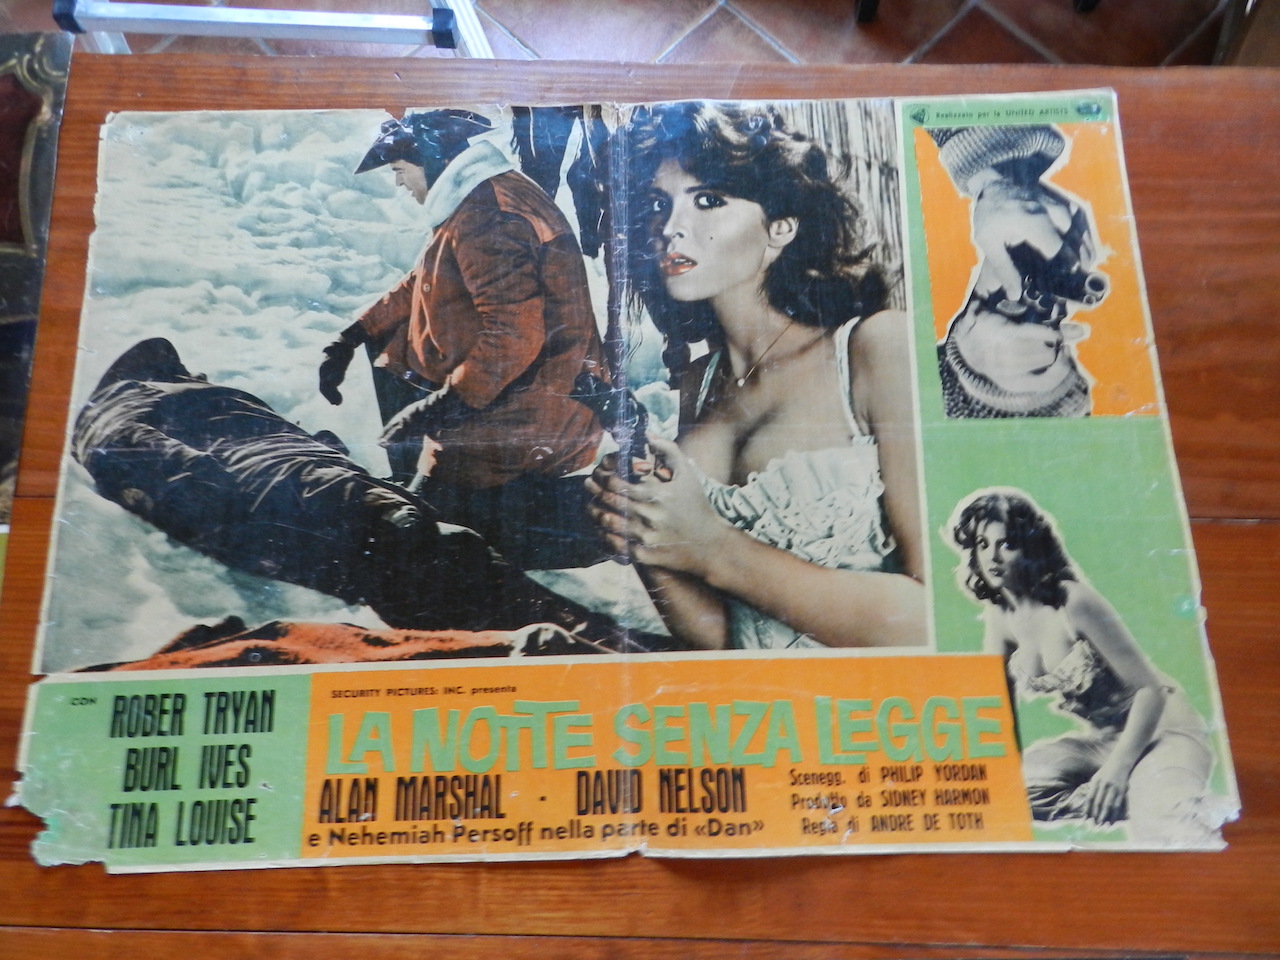 Realizzato per la UNITED ARTISTS
CON
ROBER TRYAN
BURL IVES
TINA LOUISE
SECURITY PICTURES: INC. presenta
LA NOTTE SENZA LEGGE
ALAN MARSHAL - DAVID NELSON
e Nehemiah Persoff nella parte di «Dan»
Scenegg. di PHILIP YORDAN
Prodotto da SIDNEY HARMON
Regia di ANDRE DE TOTH